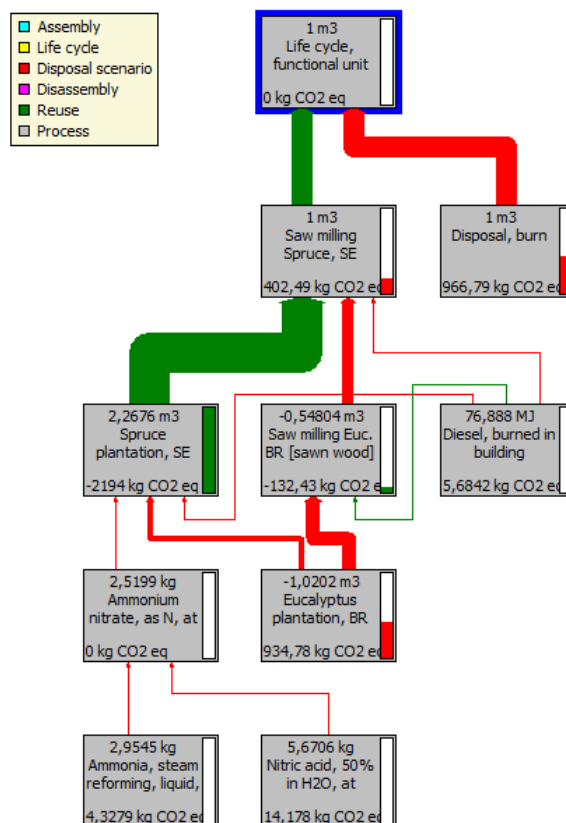 Assembly
Life cycle
Disposal scenario
Disassembly
Reuse
Process
1 m3
Life cycle,
functional unit
0 kg CO2 eq
1 m3
Saw milling
Spruce, SE
402,49 kg CO2 eq
1 m3
Disposal, burn
966,79 kg CO2 eq
2,2676 m3
Spruce
plantation, SE
-2194 kg CO2 eq
-0,54804 m3
Saw milling Euc.
BR [sawn wood]
-132,43 kg CO2 e
76,888 MJ
Diesel, burned in
building
5,6842 kg CO2 eq
2,5199 kg
Ammonium
nitrate, as N, at
0 kg CO2 eq
-1,0202 m3
Eucalyptus
plantation, BR
934,78 kg CO2 eq
2,9545 kg
Ammonia, steam
reforming, liquid,
4,3279 kg CO2 eq
5,6706 kg
Nitric acid, 50%
in H2O, at
14,178 kg CO2 eq